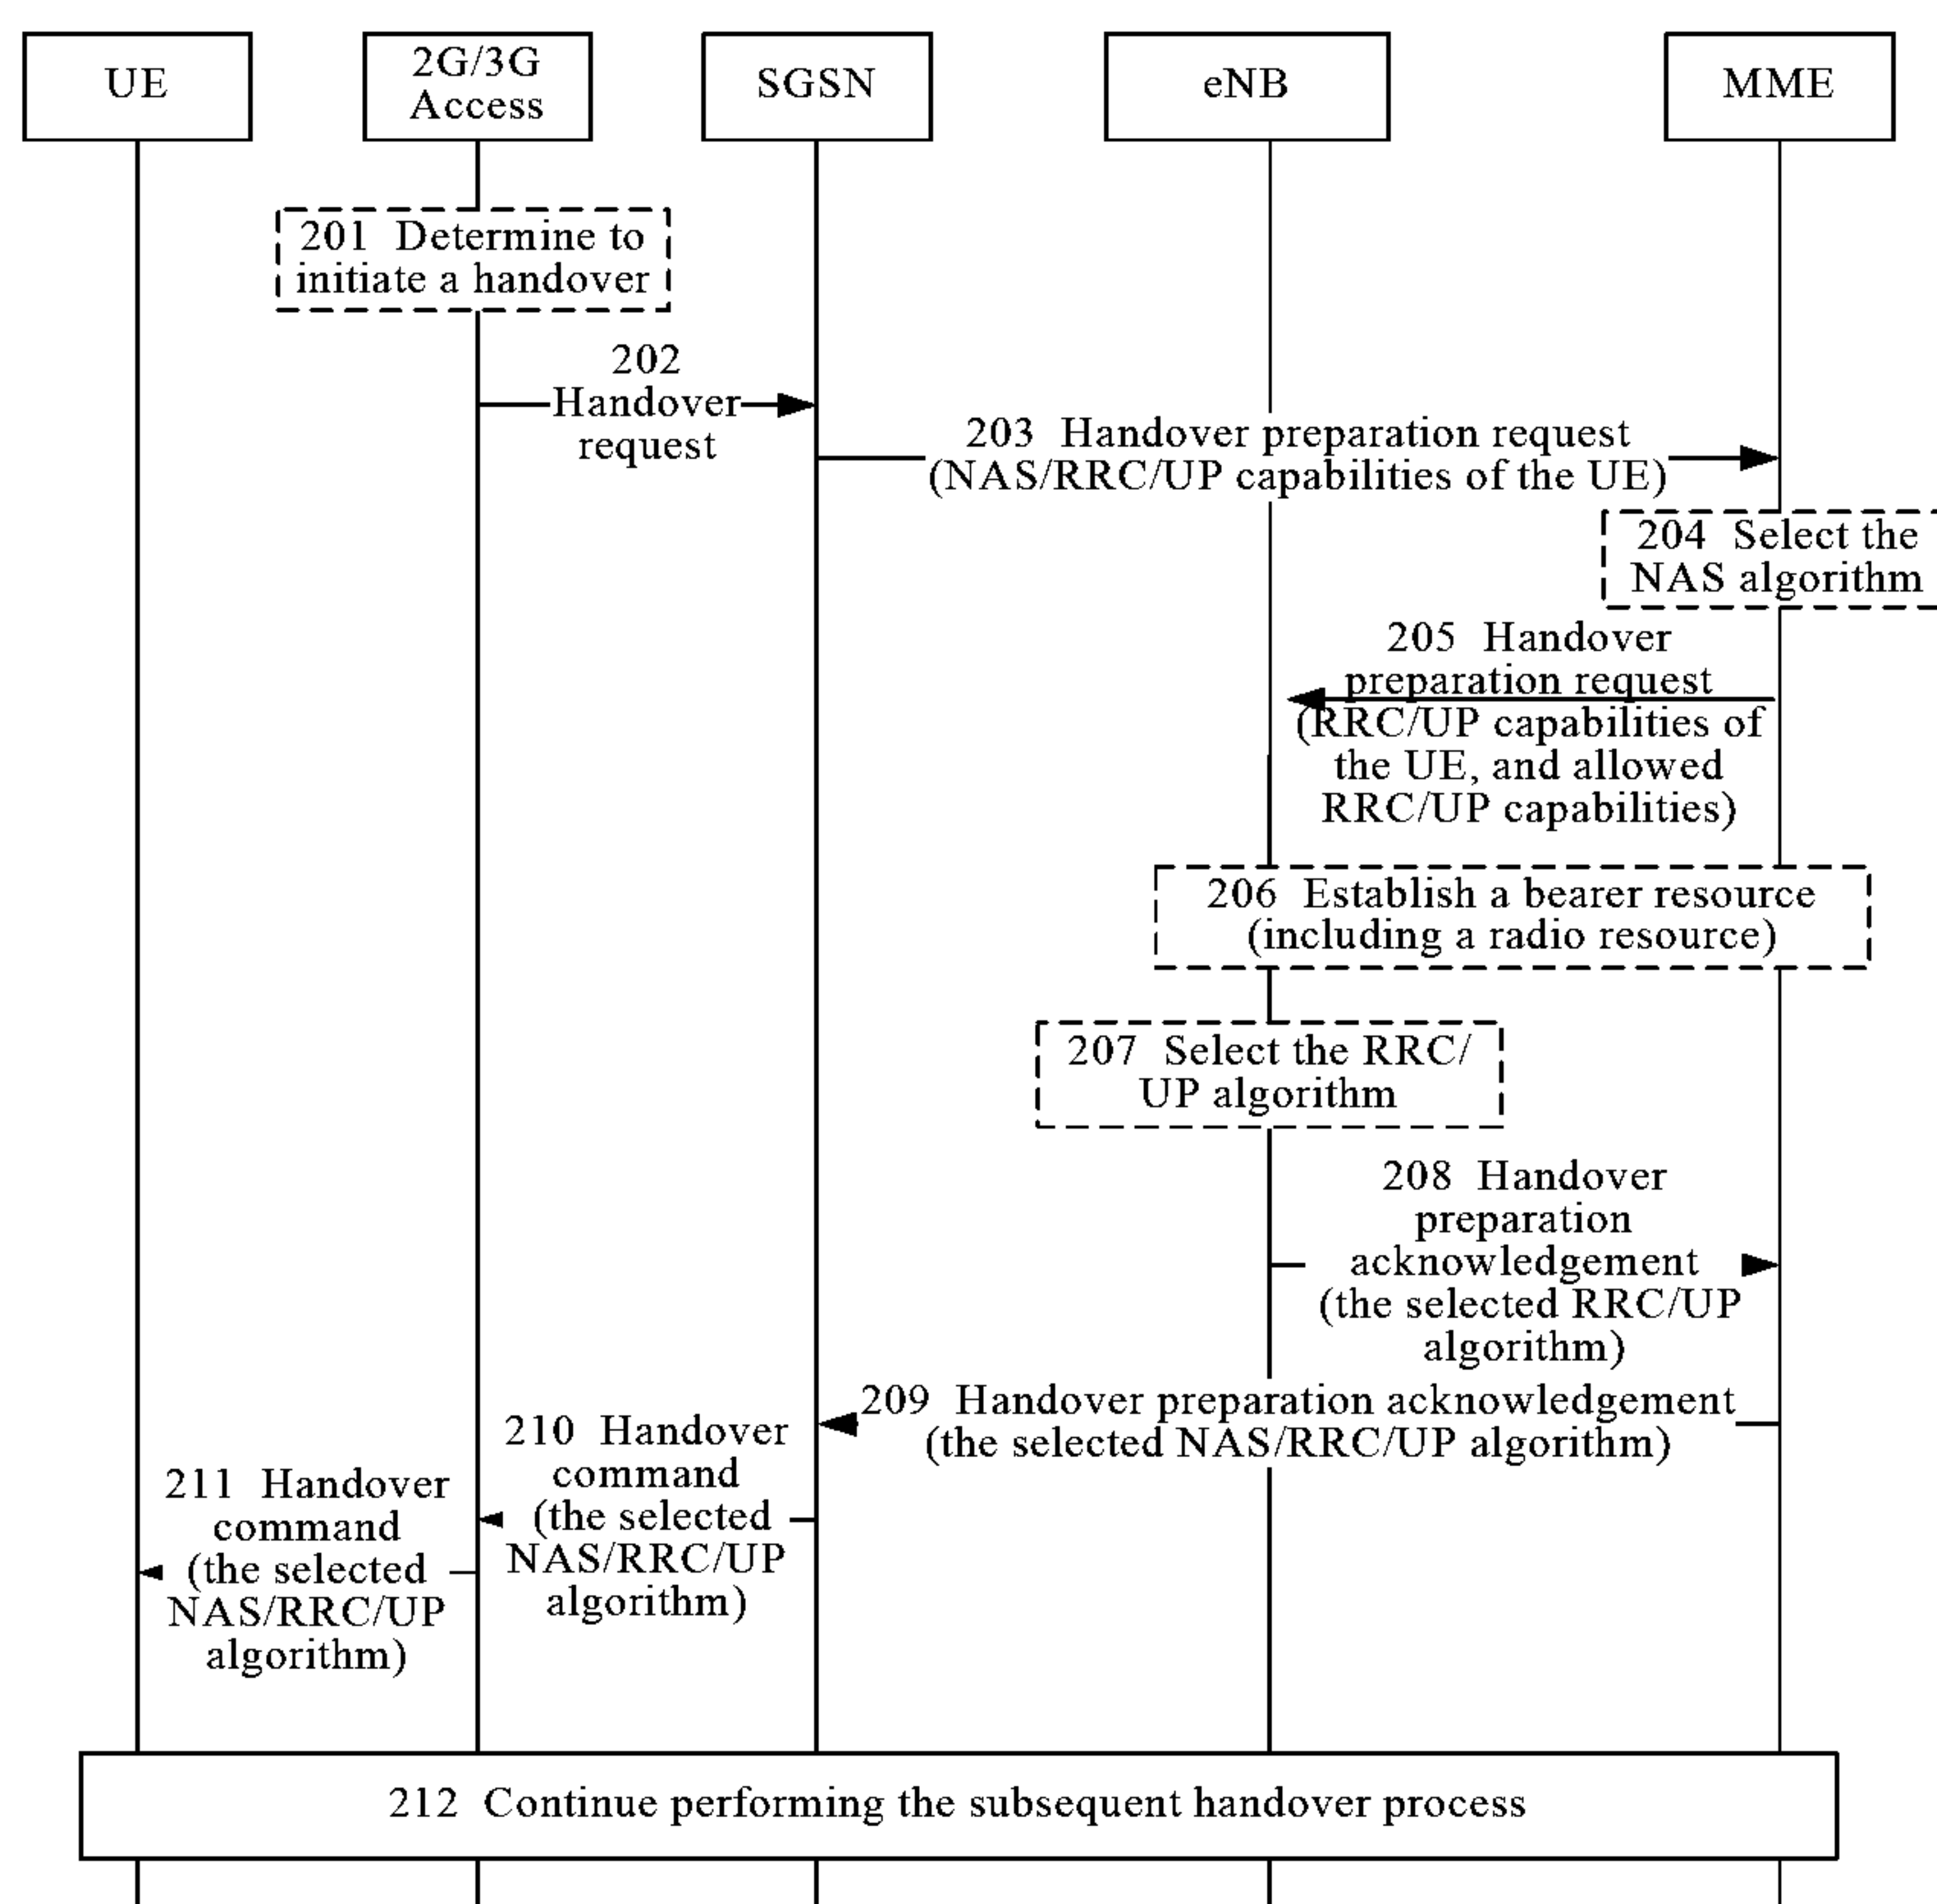 UE
2G/3G
Access
SGSN
eNB
MME
201 Determine to
initiate a handover
202
Handover
request
203 Handover preparation request
(NAS/RRC/UP capabilities of the UE)
204 Select the
NAS algorithm
205 Handover
preparation request
(RRC/UP capabilities of
the UE, and allowed
RRC/UP capabilities)
206 Establish a bearer resource
(including a radio resource)
207 Select the RRC/
UP algorithm
208 Handover
preparation
acknowledgement
(the selected RRC/UP
algorithm)
209 Handover preparation acknowledgement
(the selected NAS/RRC/UP algorithm)
210 Handover
command
(the selected
NAS/RRC/UP
algorithm)
211 Handover
command
(the selected
NAS/RRC/UP
algorithm)
212 Continue performing the subsequent handover process